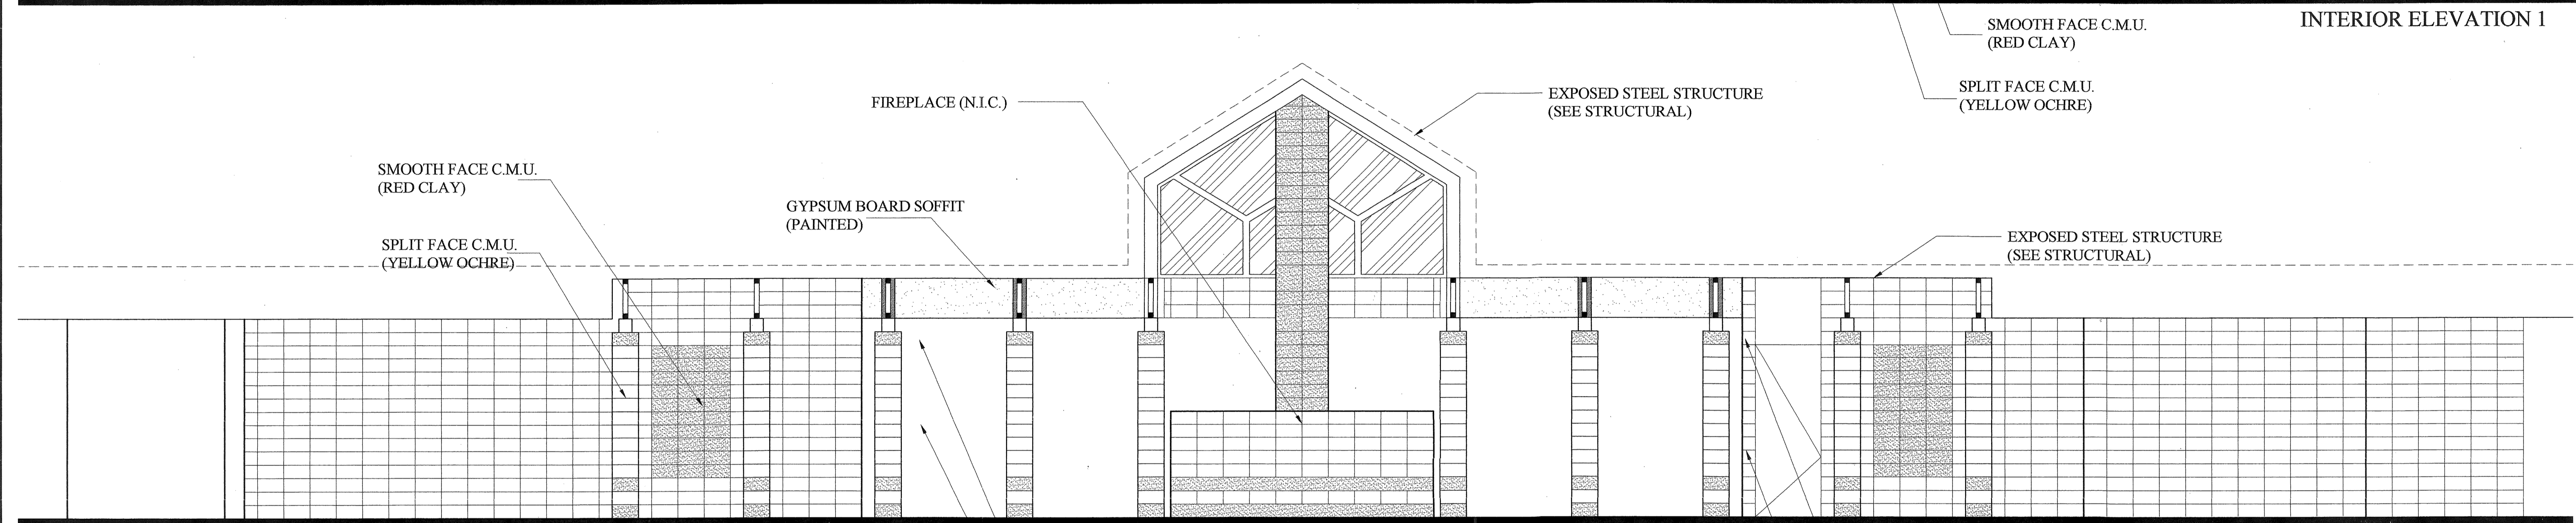 INTERIOR ELEVATION 1
SMOOTH FACE C.M.U.
(RED CLAY)
SPLIT FACE C.M.U.
(YELLOW OCHRE)
FIREPLACE (N.I.C.)
EXPOSED STEEL STRUCTURE
(SEE STRUCTURAL)
SMOOTH FACE C.M.U.
(RED CLAY)
GYPSUM BOARD SOFFIT
(PAINTED)
SPLIT FACE C.M.U.
(YELLOW OCHRE)
EXPOSED STEEL STRUCTURE
(SEE STRUCTURAL)